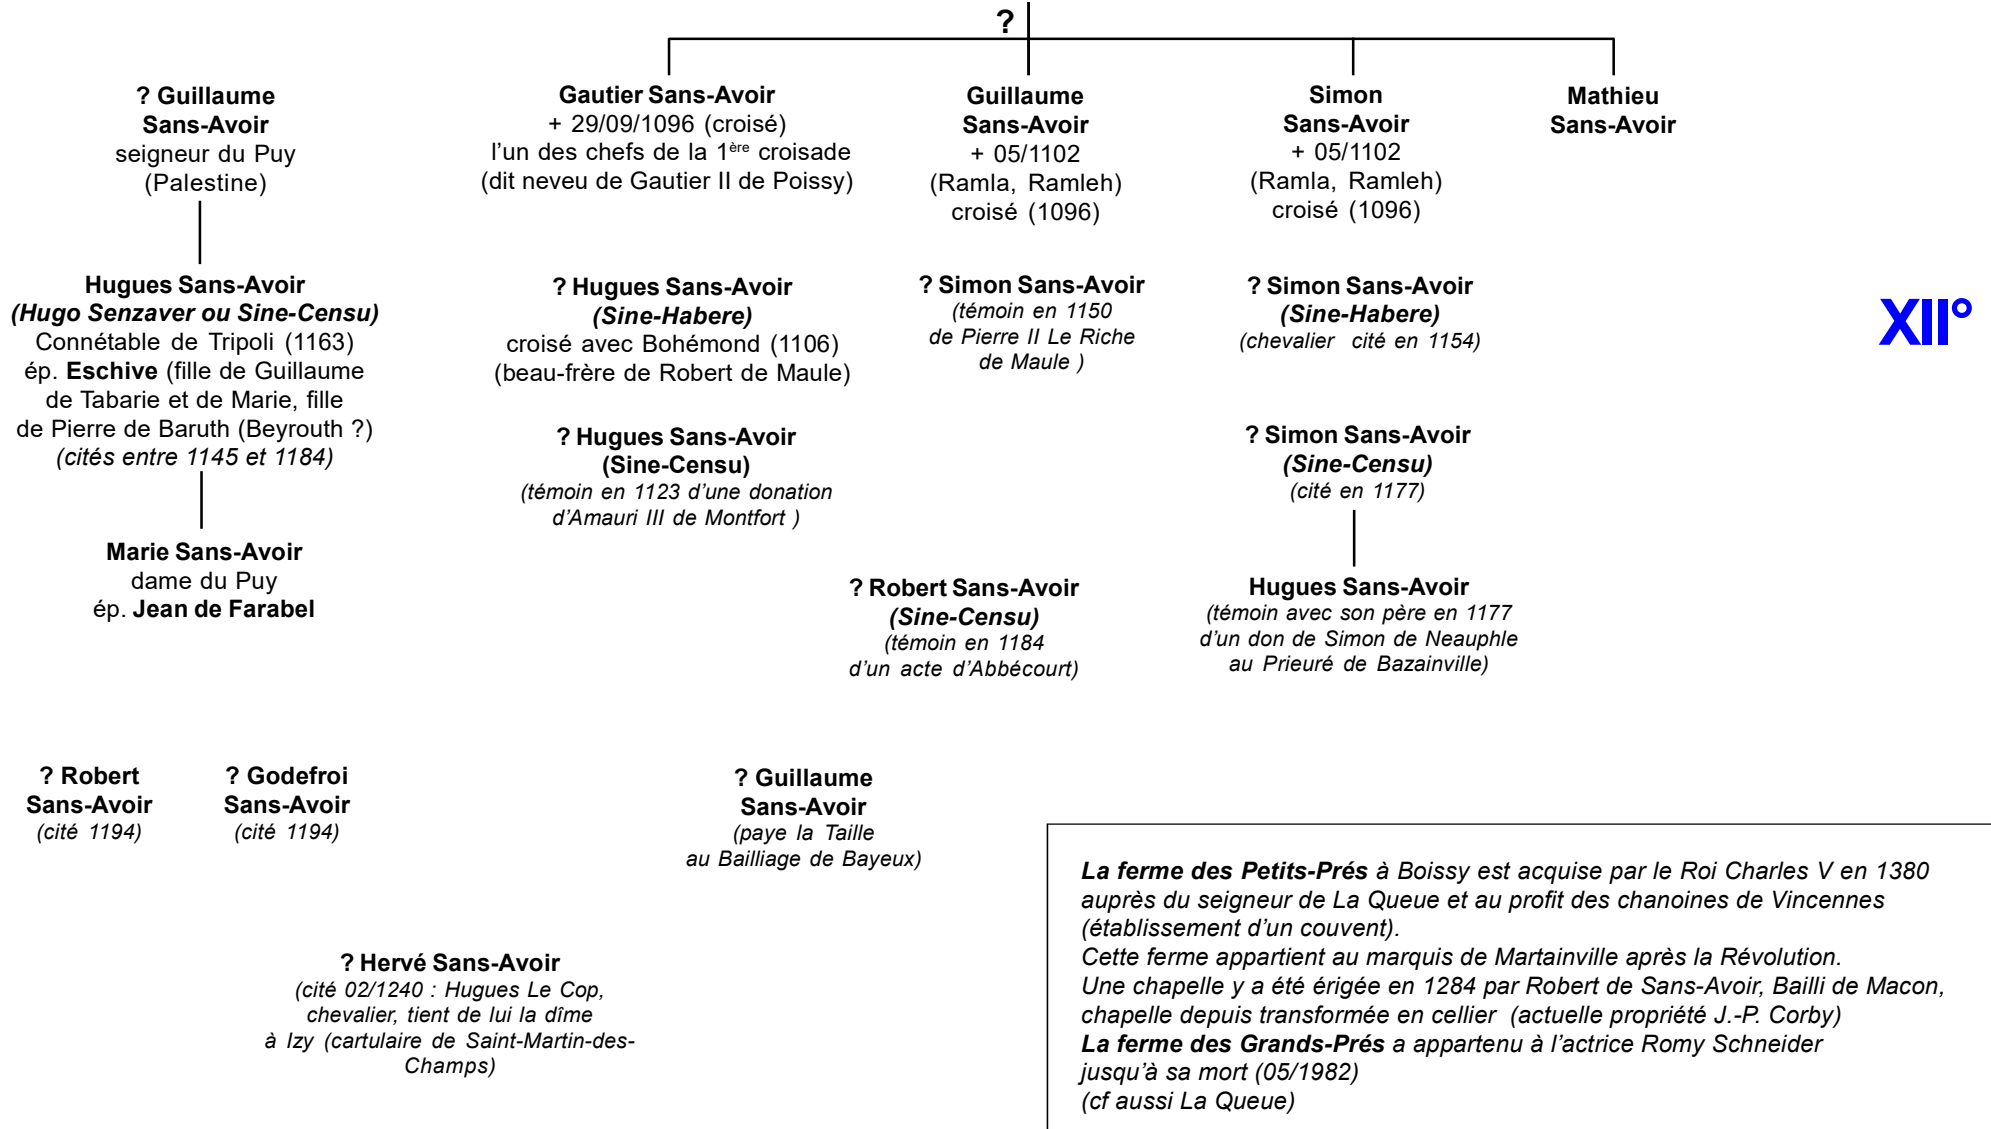 ?
? Guillaume
Sans-Avoir
seigneur du Puy
(Palestine)
Gautier Sans-Avoir
+ 29/09/1096 (croisé)
l’un des chefs de la 1ère croisade
(dit neveu de Gautier II de Poissy)
Guillaume
Sans-Avoir
+ 05/1102
(Ramla, Ramleh)
croisé (1096)
Simon
Sans-Avoir
+ 05/1102
(Ramla, Ramleh)
croisé (1096)
Mathieu
Sans-Avoir
Hugues Sans-Avoir
(Hugo Senzaver ou Sine-Censu)
Connétable de Tripoli (1163)
ép. Eschive (fille de Guillaume
de Tabarie et de Marie, fille
de Pierre de Baruth (Beyrouth ?)
(cités entre 1145 et 1184)
? Hugues Sans-Avoir
(Sine-Habere)
croisé avec Bohémond (1106)
(beau-frère de Robert de Maule)
? Simon Sans-Avoir
(témoin en 1150
de Pierre II Le Riche
de Maule )
? Simon Sans-Avoir
(Sine-Habere)
(chevalier cité en 1154)
XII°
? Hugues Sans-Avoir
(Sine-Censu)
(témoin en 1123 d’une donation
d’Amauri III de Montfort )
? Simon Sans-Avoir
(Sine-Censu)
(cité en 1177)
Marie Sans-Avoir
dame du Puy
ép. Jean de Farabel
? Robert Sans-Avoir
(Sine-Censu)
(témoin en 1184
d’un acte d’Abbécourt)
Hugues Sans-Avoir
(témoin avec son père en 1177
d’un don de Simon de Neauphle
au Prieuré de Bazainville)
? Robert
Sans-Avoir
(cité 1194)
? Godefroi
Sans-Avoir
(cité 1194)
? Guillaume
Sans-Avoir
(paye la Taille
au Bailliage de Bayeux)
? Hervé Sans-Avoir
(cité 02/1240 : Hugues Le Cop,
chevalier, tient de lui la dîme
à Izy (cartulaire de Saint-Martin-des-
Champs)
La ferme des Petits-Prés à Boissy est acquise par le Roi Charles V en 1380
auprès du seigneur de La Queue et au profit des chanoines de Vincennes
(établissement d’un couvent).
Cette ferme appartient au marquis de Martainville après la Révolution.
Une chapelle y a été érigée en 1284 par Robert de Sans-Avoir, Bailli de Macon,
chapelle depuis transformée en cellier (actuelle propriété J.-P. Corby)
La ferme des Grands-Prés a appartenu à l’actrice Romy Schneider
jusqu’à sa mort (05/1982)
(cf aussi La Queue)